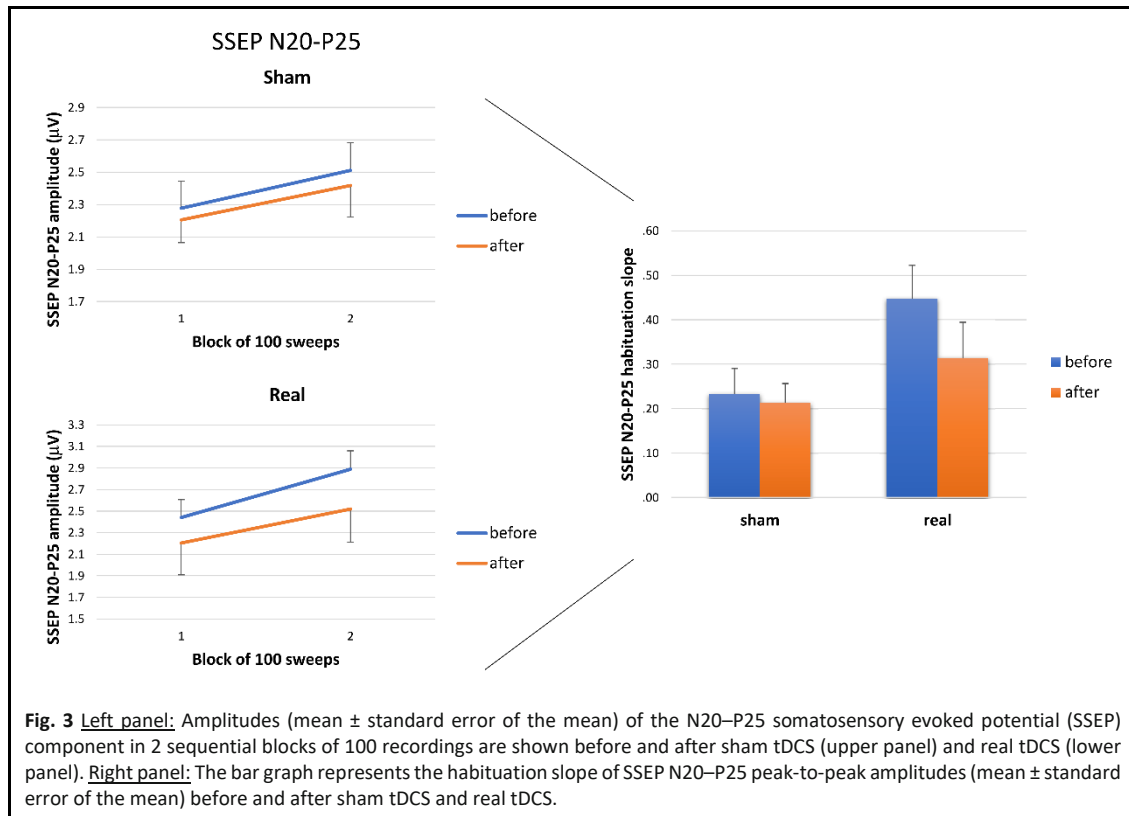 SSEP N20-P25
Sham
SSEP N20-P25 amplitude (µV)
2.9
2.7
2.5
2.3
2.1
1.9
1.7
1
2
Block of 100 sweeps
before
after
Real
SSEP N20-P25 amplitude (µV)
3.3
3.1
2.9
2.7
2.5
2.3
2.1
1.9
1.7
1.5
1
2
Block of 100 sweeps
before
after
SSEP N20-P25 habituation slope
.60
.50
.40
.30
.20
.10
.00
sham
real
before
after
Fig. 3 Left panel: Amplitudes (mean ± standard error of the mean) of the N20–P25 somatosensory evoked potential (SSEP)
component in 2 sequential blocks of 100 recordings are shown before and after sham tDCS (upper panel) and real tDCS (lower
panel). Right panel: The bar graph represents the habituation slope of SSEP N20–P25 peak-to-peak amplitudes (mean ± standard
error of the mean) before and after sham tDCS and real tDCS.